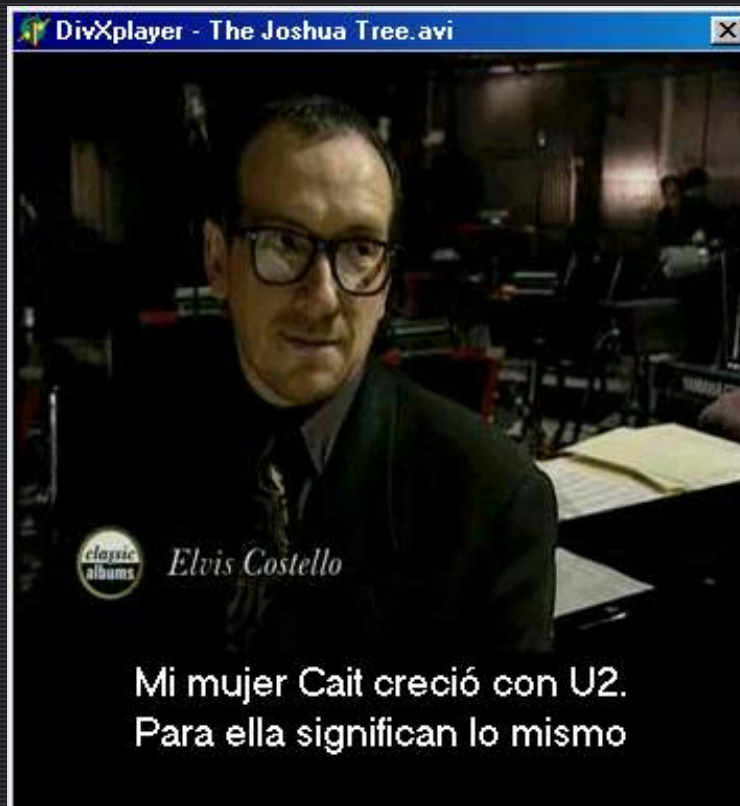 DivXplayer - The Joshua Tree.avi
classic
albums
Elvis Costello
Mi mujer Cait creció con U2.
Para ella significan lo mismo